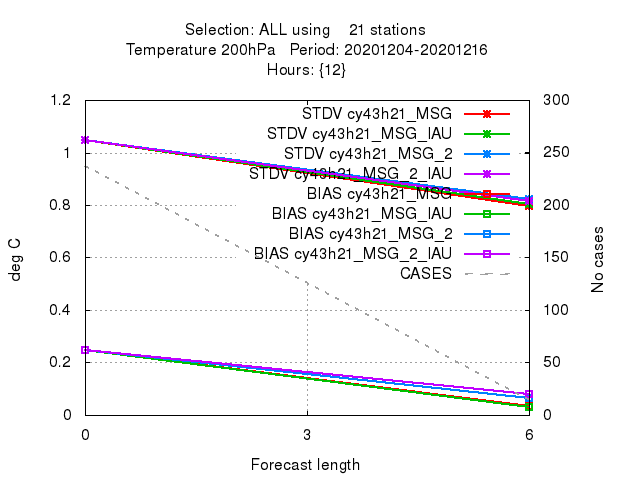 Selection: ALL using    21 stations
Temperature 200hPa   Period: 20201204-20201216
Hours: {12}
1.2
1
0.8
0.6
0.4
0.2
0
deg C
STDV cy43h21_MSG
STDV cy43h21_MSG_IAU
STDV cy43h21_MSG_2
STDV cy43h21_MSG_2_IAU
BIAS cy43h21_MSG
BIAS cy43h21_MSG_IAU
BIAS cy43h21_MSG_2
BIAS cy43h21_MSG_2_IAU
CASES
300
250
200
150
100
50
0
No cases
0 3 6
Forecast length